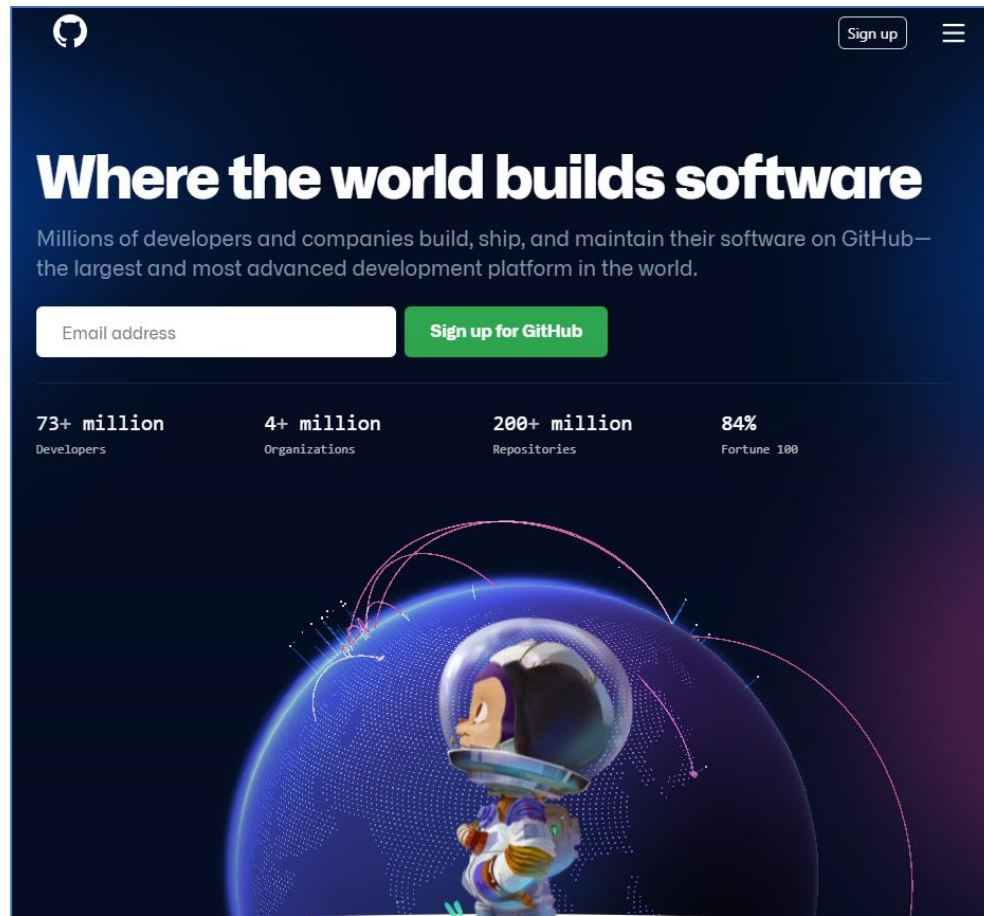 Sign up
Where the world builds software
Millions of developers and companies build, ship, and maintain their software on GitHub—
the largest and most advanced development platform in the world.
Email address
Sign up for GitHub
73+ million
Developers
4+ million
Organizations
200+ million
Repositories
84%
Fortune 100